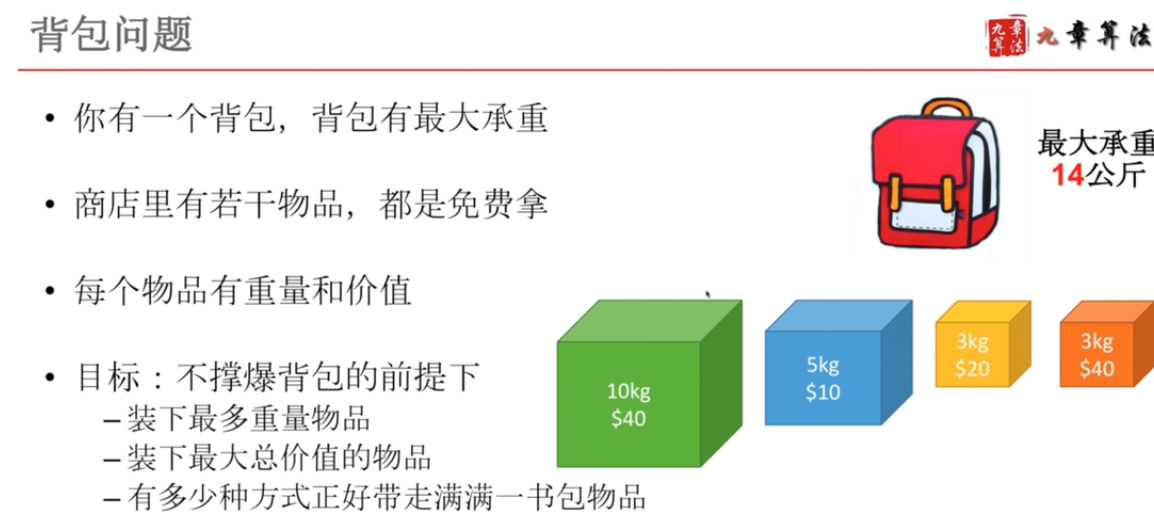 背包问题
九章算法
九章算法
• 你有一个背包，背包有最大承重
最大承重
14公斤
• 商店里有若干物品，都是免费拿
• 每个物品有重量和价值
• 目标：不撑爆背包的前提下
– 装下最多重量物品
– 装下最大总价值的物品
– 有多少种方式正好带走满满一书包物品
10kg
$40
5kg
$10
3kg
$20
3kg
$40